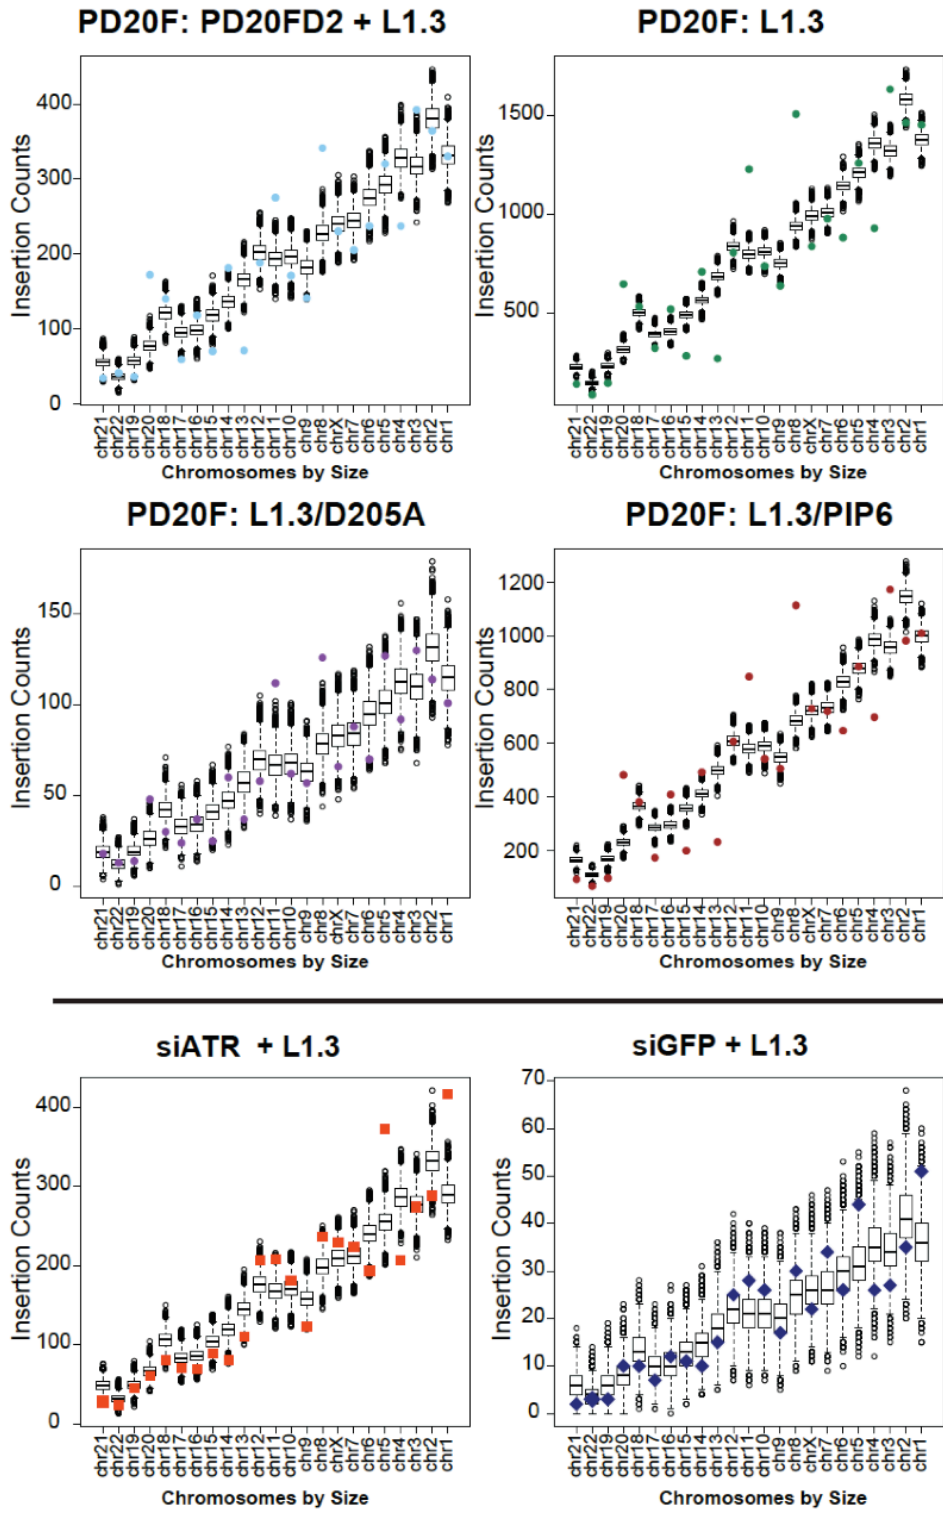 PD20F: PD20FD2 + L1.3
PD20F: L1.3
Insertion Counts
400
300
200
100
0
chr21 chr22 chr19 chr20 chr18 chr17 chr16 chr15 chr14 chr13 chr12 chr11 chr10 chr9 chr8 chrX chr7 chr6 chr5 chr4 chr3 chr2 chr1
Chromosomes by Size
Insertion Counts
1500
1000
500
chr21 chr22 chr19 chr20 chr18 chr17 chr16 chr15 chr14 chr13 chr12 chr11 chr10 chr9 chr8 chrX chr7 chr6 chr5 chr4 chr3 chr2 chr1
Chromosomes by Size
PD20F: L1.3/D205A
PD20F: L1.3/PIP6
Insertion Counts
150
100
50
0
chr21 chr22 chr19 chr20 chr18 chr17 chr16 chr15 chr14 chr13 chr12 chr11 chr10 chr9 chr8 chrX chr7 chr6 chr5 chr4 chr3 chr2 chr1
Chromosomes by Size
Insertion Counts
1200
1000
800
600
400
200
chr21 chr22 chr19 chr20 chr18 chr17 chr16 chr15 chr14 chr13 chr12 chr11 chr10 chr9 chr8 chrX chr7 chr6 chr5 chr4 chr3 chr2 chr1
Chromosomes by Size
siATR + L1.3
siGFP + L1.3
Insertion Counts
400
300
200
100
0
chr21 chr22 chr19 chr20 chr18 chr17 chr16 chr15 chr14 chr13 chr12 chr11 chr10 chr9 chr8 chrX chr7 chr6 chr5 chr4 chr3 chr2 chr1
Chromosomes by Size
Insertion Counts
70
60
50
40
30
20
10
0
chr21 chr22 chr19 chr20 chr18 chr17 chr16 chr15 chr14 chr13 chr12 chr11 chr10 chr9 chr8 chrX chr7 chr6 chr5 chr4 chr3 chr2 chr1
Chromosomes by Size